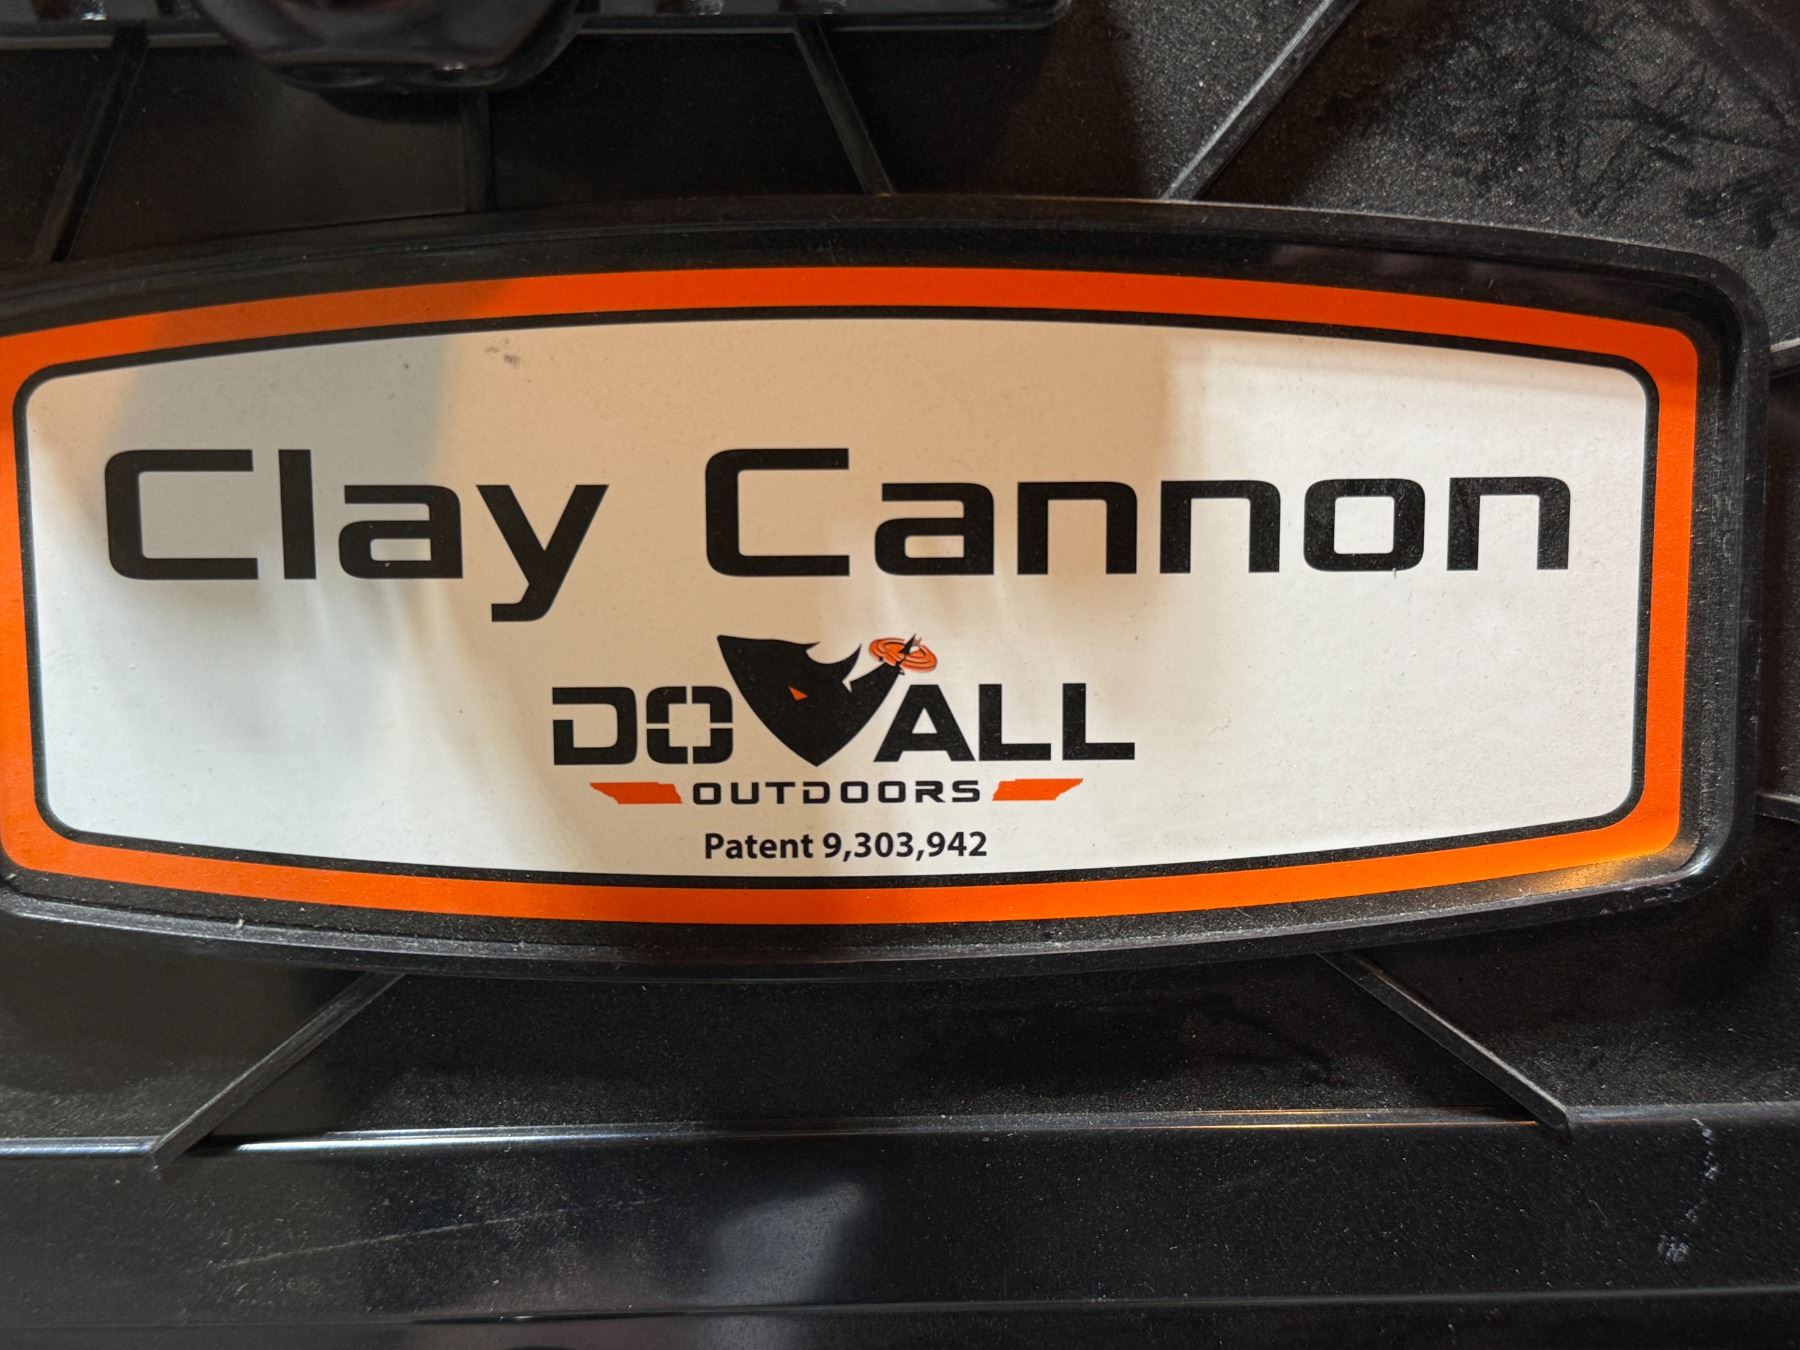 Clay Cannon
DO ALL
OUTDOORS
Patent 9,303,942